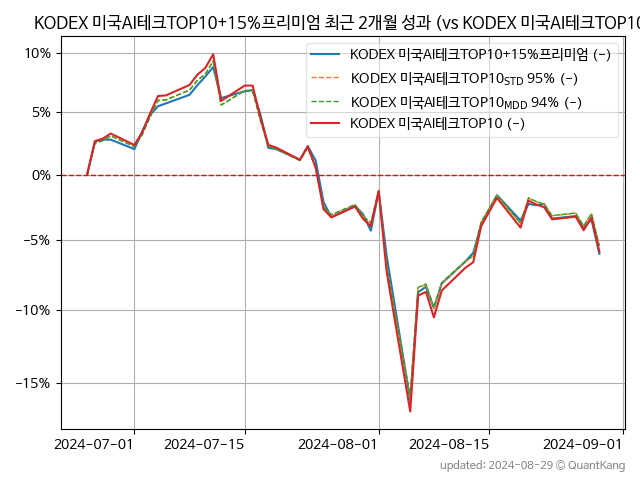 KODEX 미국AI테크TOP10+15%프리미엄 최근 2개월 성과 (vs KODEX 미국AI테크TOP10
KODEX 미국AI테크TOP10+15%프리미엄 (-)
KODEX 미국AI테크TOP10STD 95% (-)
KODEX 미국AI테크TOP10MDD 94% (-)
KODEX 미국AI테크TOP10 (-)
10%
5%
0%
-5%
-10%
-15%
2024-07-01 2024-07-15 2024-08-01 2024-08-15 2024-09-01
updated: 2024-08-29 © QuantKang